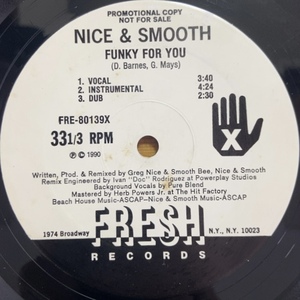 PROMOTIONAL COPY
NOT FOR SALE
NICE & SMOOTH
FUNKY FOR YOU
(D. Barnes, G. Mays)
1. VOCAL 3:40
2. INSTRUMENTAL 4:24
3. DUB 2:30
FRE-80139X
331/3 RPM
Ⓟ © 1990
X
Written, Prod. & Remixed by Greg Nice & Smooth Bee, Nice & Smooth
Remix Engineered by Ivan "Doc" Rodriguez at Powerplay Studios
Background Vocals by Pure Blend
Mastered by Herb Powers Jr. at The Hit Factory
Beach House Music-ASCAP-Nice & Smooth Music-ASCAP
1974 Broadway FRESH N.Y., N.Y. 10023
RECORDS